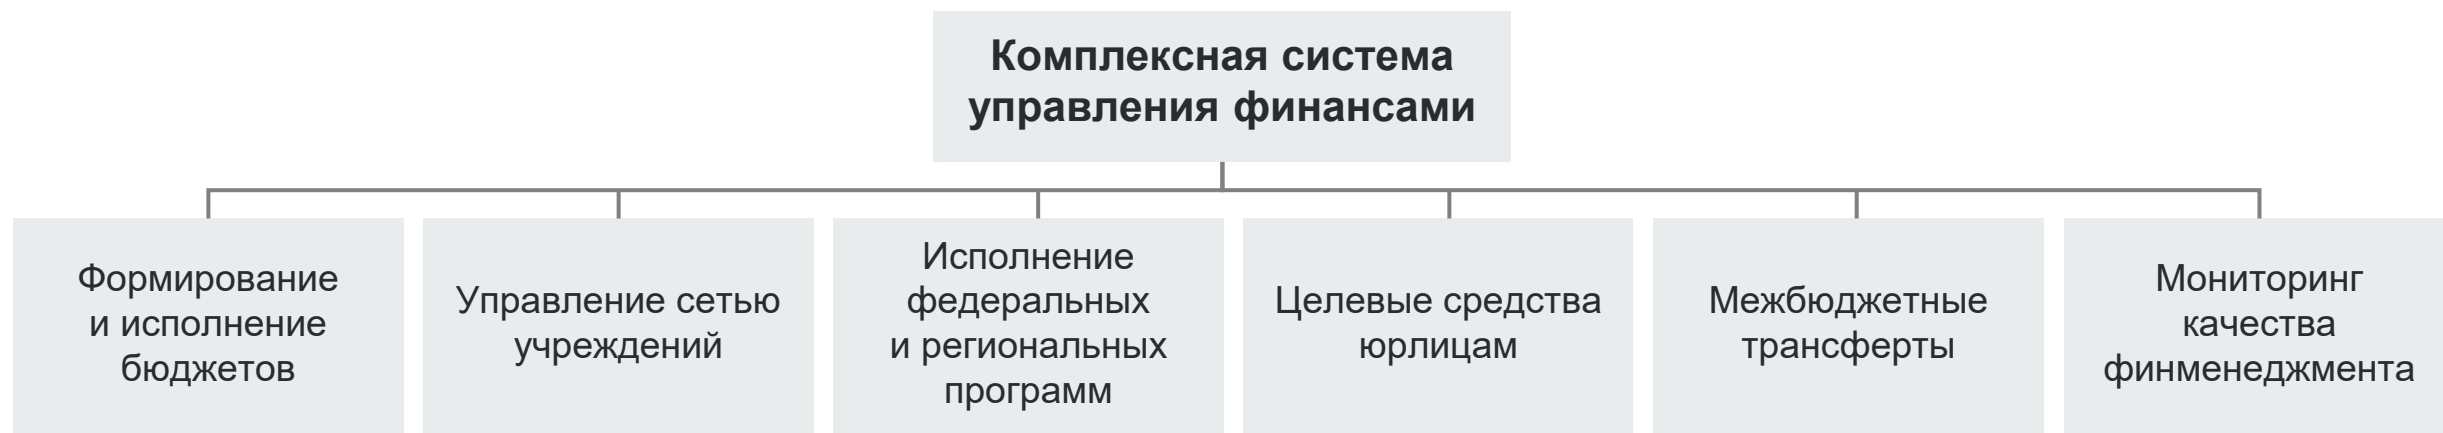 Комплексная система
управления финансами
Формирование
и исполнение
бюджетов
Управление сетью
учреждений
Исполнение
федеральных
и региональных
программ
Целевые средства
юрлицам
Межбюджетные
трансферты
Мониторинг
качества
финменеджмента